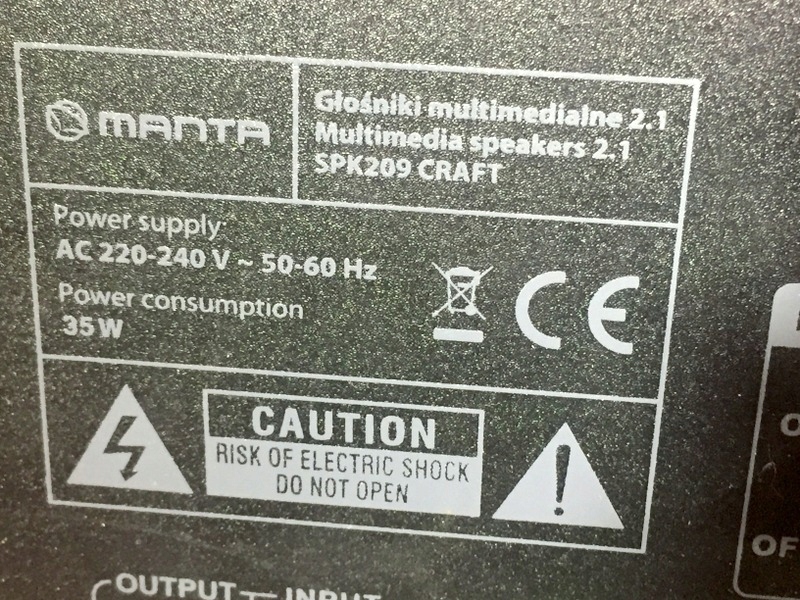 MANTA
Głośniki multimedialne 2.1
Multimedia speakers 2.1
SPK209 CRAFT
Power supply
AC 220-240 V ~ 50-60 Hz
Power consumption
35W
CE
CAUTION
RISK OF ELECTRIC SHOCK
DO NOT OPEN
OUTPUT
INPUT